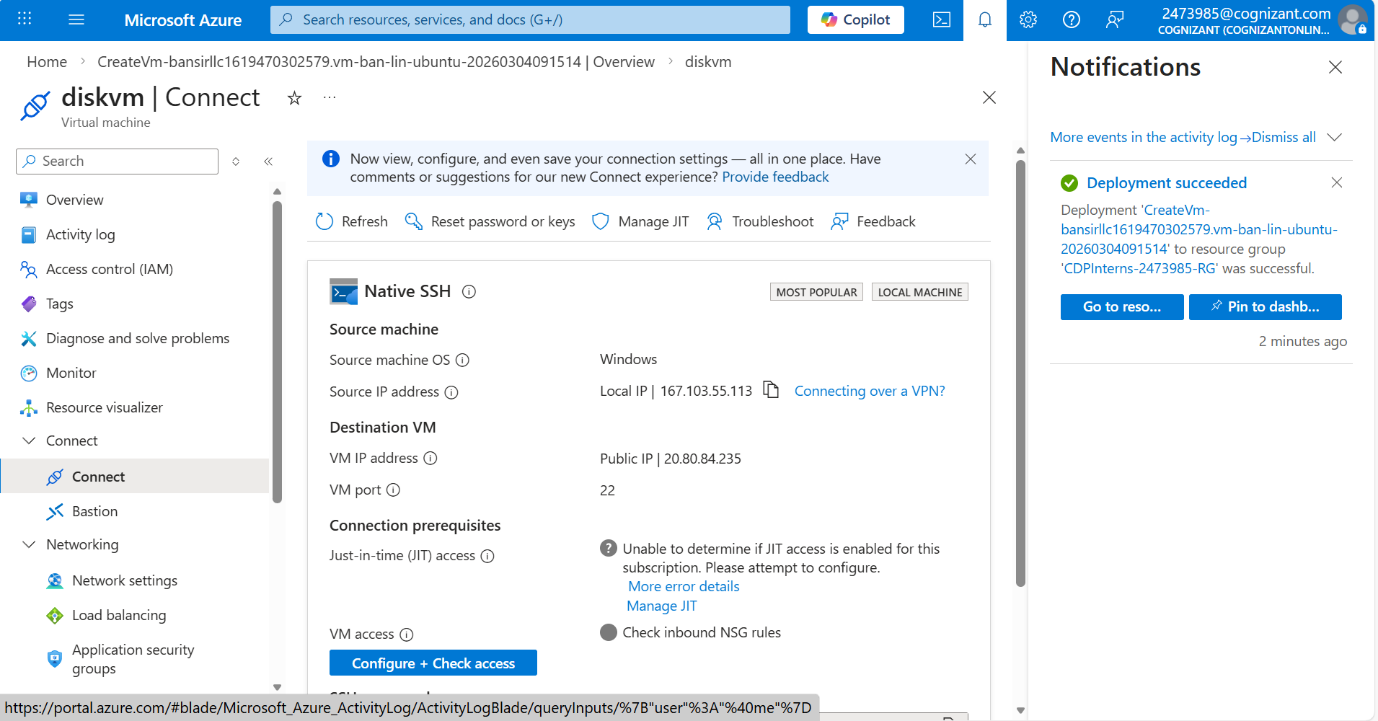 Microsoft Azure
Search resources, services, and docs (G+/)
Copilot
2473985@cognizant.com
COGNIZANT (COGNIZANTONLIN...
Home > CreateVm-bansirllc1619470302579.vm-ban-lin-ubuntu-20260304091514 | Overview > diskvm
diskvm | Connect
...
Virtual machine
Search
Overview
Activity log
Access control (IAM)
Tags
Diagnose and solve problems
Monitor
Resource visualizer
Connect
Connect
Bastion
Networking
Network settings
Load balancing
Application security
groups
Now view, configure, and even save your connection settings — all in one place. Have
comments or suggestions for our new Connect experience? Provide feedback
Refresh
Reset password or keys
Manage JIT
Troubleshoot
Feedback
Native SSH
MOST POPULAR
LOCAL MACHINE
Source machine
Source machine OS
Windows
Source IP address
Local IP | 167.103.55.113
Connecting over a VPN?
Destination VM
VM IP address
Public IP | 20.80.84.235
VM port
22
Connection prerequisites
Just-in-time (JIT) access
Unable to determine if JIT access is enabled for this
subscription. Please attempt to configure.
More error details
Manage JIT
VM access
Check inbound NSG rules
Configure + Check access
Notifications
More events in the activity log → Dismiss all
Deployment succeeded
Deployment 'CreateVm-
bansirllc1619470302579.vm-ban-lin-ubuntu-
20260304091514' to resource group
'CDPInterns-2473985-RG' was successful.
Go to reso...
Pin to dashb...
2 minutes ago
https://portal.azure.com/#blade/Microsoft_Azure_ActivityLog/ActivityLogBlade/queryInputs/%7B"user"%3A"%40me"%7D